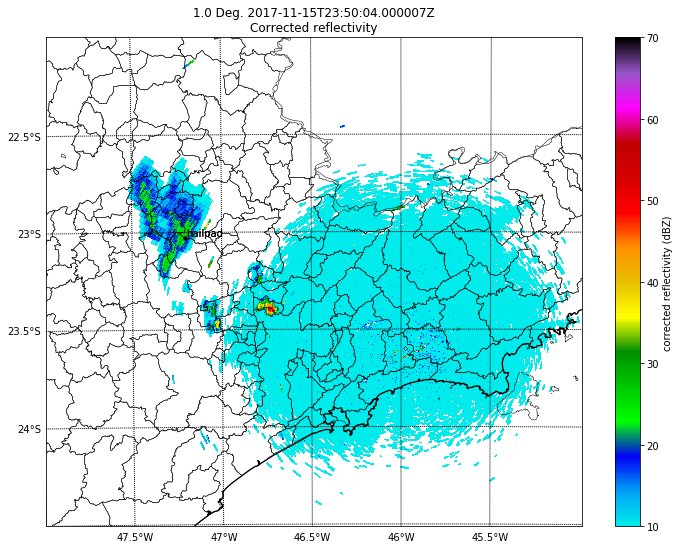 1.0 Deg. 2017-11-15T23:50:04.000007Z
Corrected reflectivity
22.5°S
23°S
23.5°S
24°S
hailpad
47.5°W
47°W
46.5°W
46°W
45.5°W
70
60
50
40
30
20
10
corrected reflectivity (dBZ)